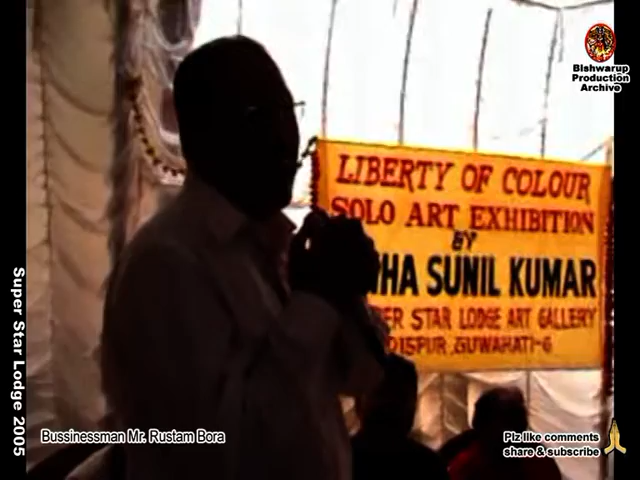 Bishwarup
Production
Archive
LIBERTY OF COLOUR
SOLO ART EXHIBITION
BY
SUNIL KUMAR
STAR LODGE ART GALLERY
DISPUR, GUWAHATI-6
Super Star Lodge 2005
Bussinessman Mr. Rustam Bora
Plz like comments
share & subscribe